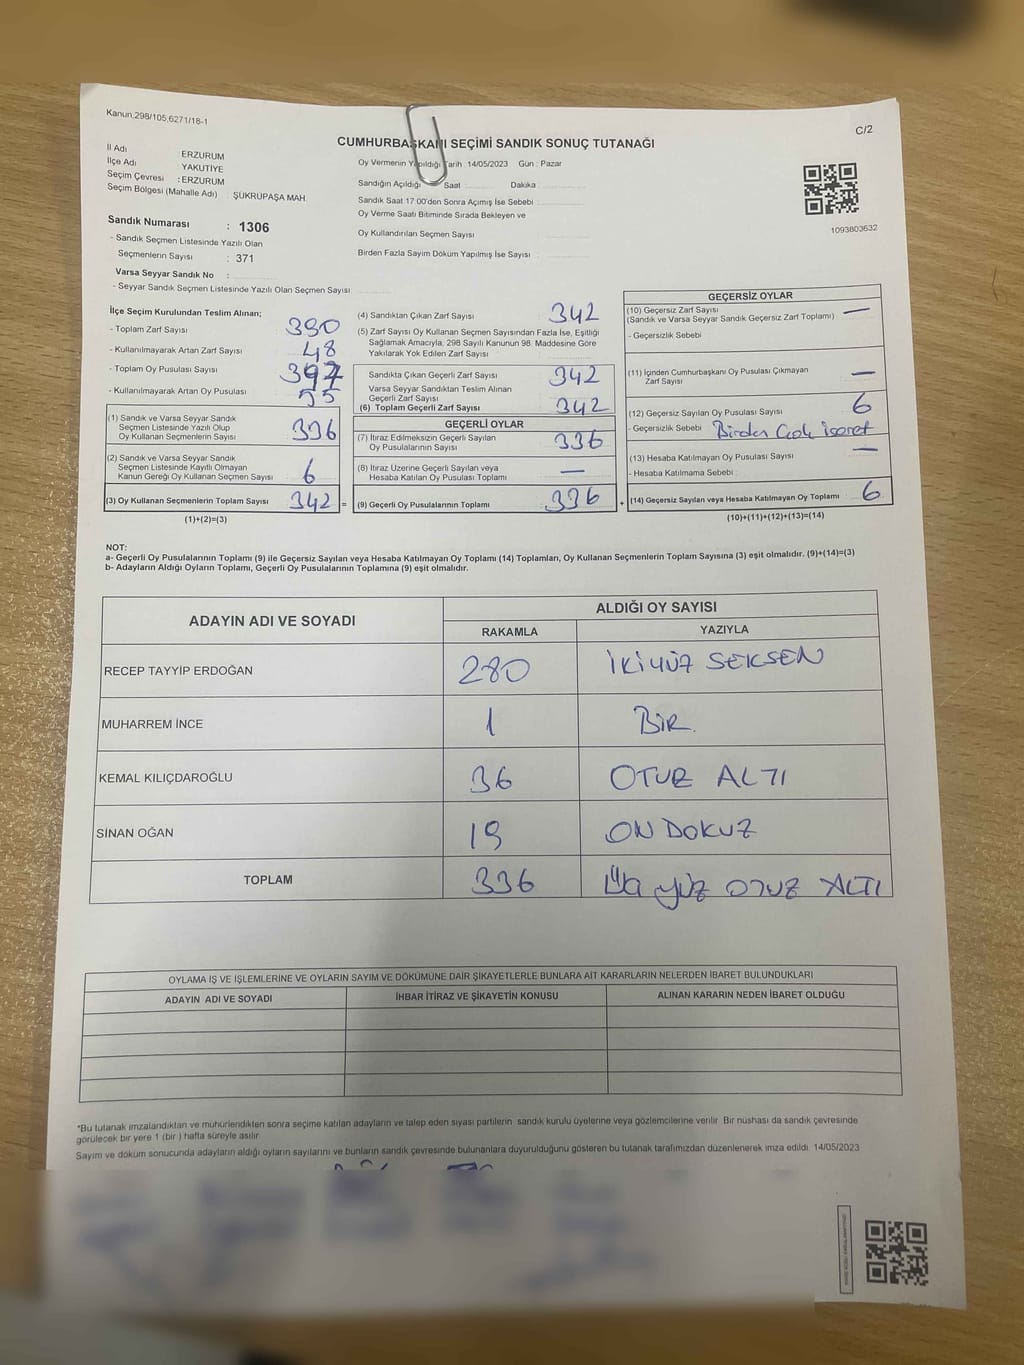 Kanun,298/105,6271/18-1
C/2
CUMHURBAŞKANI SEÇİMİ SANDIK SONUÇ TUTANAĞI
İl Adı ERZURUM
İlçe Adı YAKUTİYE
Seçim Çevresi : ERZURUM
Seçim Bölgesi (Mahalle Adı) ŞÜKRÜPAŞA MAH.
Oy Vermenin Yapıldığı Tarih 14/05/2023 Gün : Pazar
Sandığın Açıldığı Saat Dakika
Sandık Saat 17:00'den Sonra Açımış İse Sebebi
Oy Verme Saati Bitiminde Sırada Bekleyen ve
Oy Kullandırılan Seçmen Sayısı
Birden Fazla Sayım Döküm Yapılmış İse Sayısı
1093803632
Sandık Numarası : 1306
- Sandık Seçmen Listesinde Yazılı Olan
Seçmenlerin Sayısı : 371
Varsa Seyyar Sandık No :
- Seyyar Sandık Seçmen Listesinde Yazılı Olan Seçmen Sayısı
İlçe Seçim Kurulundan Teslim Alınan;
- Toplam Zarf Sayısı 390
- Kullanılmayarak Artan Zarf Sayısı 48
- Toplam Oy Pusulası Sayısı 397
- Kullanılmayarak Artan Oy Pusulası 55
(1) Sandık ve Varsa Seyyar Sandık
Seçmen Listesinde Yazılı Olup
Oy Kullanan Seçmenlerin Sayısı 336
(2) Sandık ve Varsa Seyyar Sandık
Seçmen Listesinde Kayıtlı Olmayan
Kanun Gereği Oy Kullanan Seçmen Sayısı 6
(3) Oy Kullanan Seçmenlerin Toplam Sayısı 342 =
(1)+(2)=(3)
(4) Sandıktan Çıkan Zarf Sayısı 342
(5) Zarf Sayısı Oy Kullanan Seçmen Sayısından Fazla İse, Eşitliği
Sağlamak Amacıyla, 298 Sayılı Kanunun 98. Maddesine Göre
Yakılarak Yok Edilen Zarf Sayısı
Sandıkta Çıkan Geçerli Zarf Sayısı 342
Varsa Seyyar Sandıktan Teslim Alınan
Geçerli Zarf Sayısı
(6) Toplam Geçerli Zarf Sayısı 342
GEÇERLİ OYLAR
(7) İtiraz Edilmeksizin Geçerli Sayılan
Oy Pusulalarının Sayısı 336
(8) İtiraz Üzerine Geçerli Sayılan veya
Hesaba Katılan Oy Pusulası Toplamı —
(9) Geçerli Oy Pusulalarının Toplamı 336 +
GEÇERSİZ OYLAR
(10) Geçersiz Zarf Sayısı —
(Sandık ve Varsa Seyyar Sandık Geçersiz Zarf Toplamı)
- Geçersizlik Sebebi
(11) İçinden Cumhurbaşkanı Oy Pusulası Çıkmayan
Zarf Sayısı —
(12) Geçersiz Sayılan Oy Pusulası Sayısı 6
- Geçersizlik Sebebi Birden Çok İşaret
(13) Hesaba Katılmayan Oy Pusulası Sayısı —
- Hesaba Katılmama Sebebi
(14) Geçersiz Sayılan veya Hesaba Katılmayan Oy Toplamı 6
(10)+(11)+(12)+(13)=(14)
NOT:
a- Geçerli Oy Pusulalarının Toplamı (9) ile Geçersiz Sayılan veya Hesaba Katılmayan Oy Toplamı (14) Toplamları, Oy Kullanan Seçmenlerin Toplam Sayısına (3) eşit olmalıdır. (9)+(14)=(3)
b- Adayların Aldığı Oyların Toplamı, Geçerli Oy Pusulalarının Toplamına (9) eşit olmalıdır.
ADAYIN ADI VE SOYADI ALDIĞI OY SAYISI
RAKAMLA YAZIYLA
RECEP TAYYİP ERDOĞAN 280 İKİYÜZ SEKSEN
MUHARREM İNCE 1 BİR.
KEMAL KILIÇDAROĞLU 36 OTUZ ALTI
SİNAN OĞAN 19 ON DOKUZ
TOPLAM 336 Üç yüz OTUZ ALTI
OYLAMA İŞ VE İŞLEMLERINE VE OYLARIN SAYIM VE DÖKÜMÜNE DAİR ŞİKAYETLERLE BUNLARA AİT KARARLARIN NELERDEN İBARET BULUNDUKLARI
ADAYIN ADI VE SOYADI İHBAR İTİRAZ VE ŞİKAYETİN KONUSU ALINAN KARARIN NEDEN İBARET OLDUĞU
*Bu tutanak imzalandıktan ve mühürlendikten sonra seçime katılan adayların ve talep eden siyasi partilerin sandık kurulu üyelerine veya gözlemcilerine verilir. Bir nüshası da sandık çevresinde
görülecek bir yere 1 (bir ) hafta süreyle asılır.
Sayım ve döküm sonucunda adayların aldığı oyların sayılarını ve bunların sandık çevresinde bulunanlara duyurulduğunu gösteren bu tutanak tarafımızdan düzenlenerek imza edildi. 14/05/2023